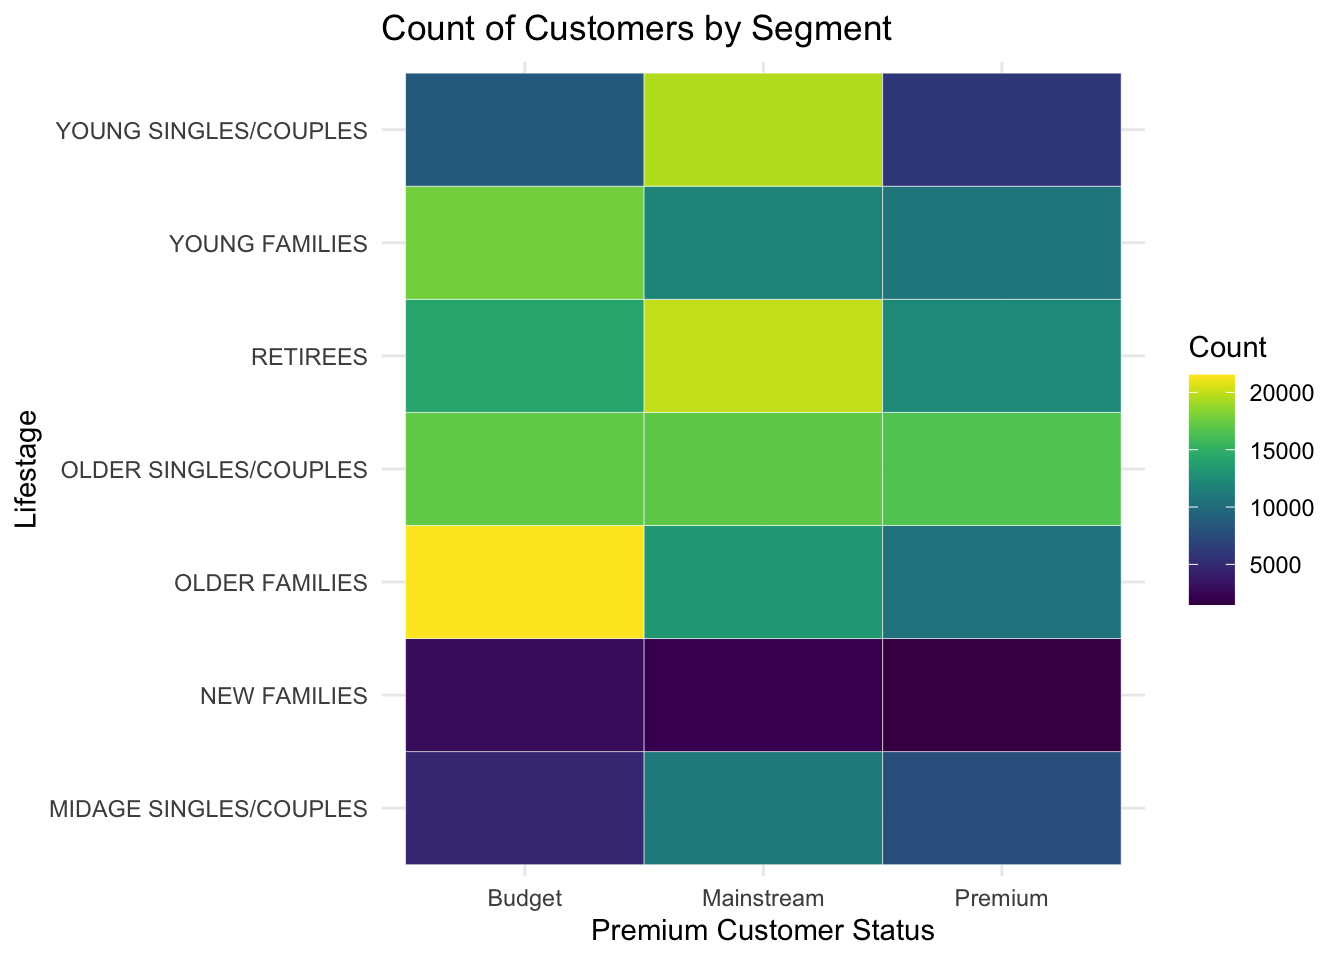 Count of Customers by Segment
YOUNG SINGLES/COUPLES
YOUNG FAMILIES
RETIREES
OLDER SINGLES/COUPLES
OLDER FAMILIES
NEW FAMILIES
MIDAGE SINGLES/COUPLES
Lifestage
Budget
Mainstream
Premium
Premium Customer Status
Count
20000
15000
10000
5000